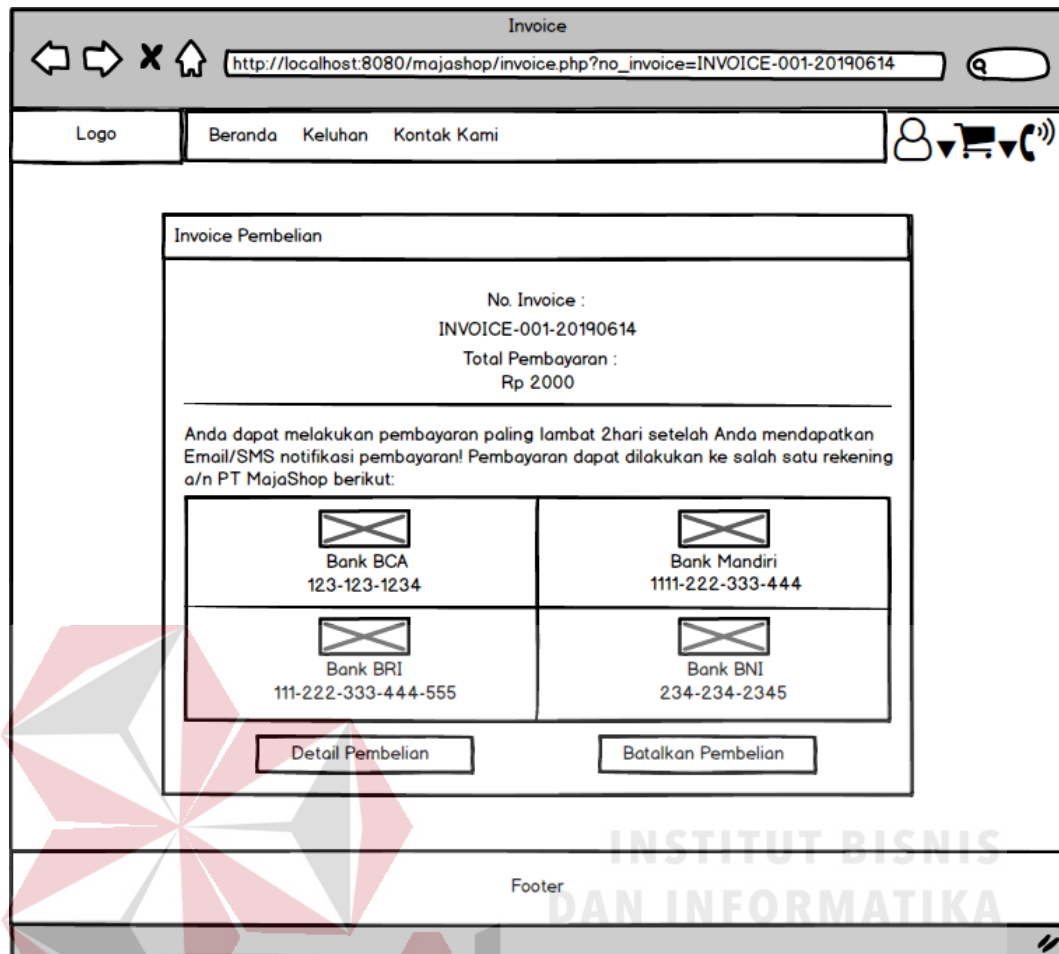 Invoice
http://localhost:8080/majashop/invoice.php?no_invoice=INVOICE-001-20190614
Logo
Beranda Keluhan Kontak Kami
Invoice Pembelian
No. Invoice :
INVOICE-001-20190614
Total Pembayaran :
Rp 2000
Anda dapat melakukan pembayaran paling lambat 2hari setelah Anda mendapatkan
Email/SMS notifikasi pembayaran! Pembayaran dapat dilakukan ke salah satu rekening
a/n PT MajaShop berikut:
Bank BCA
123-123-1234
Bank Mandiri
1111-222-333-444
Bank BRI
111-222-333-444-555
Bank BNI
234-234-2345
Detail Pembelian
Batalkan Pembelian
INSTITUT BISNIS
DAN INFORMATIKA
Footer